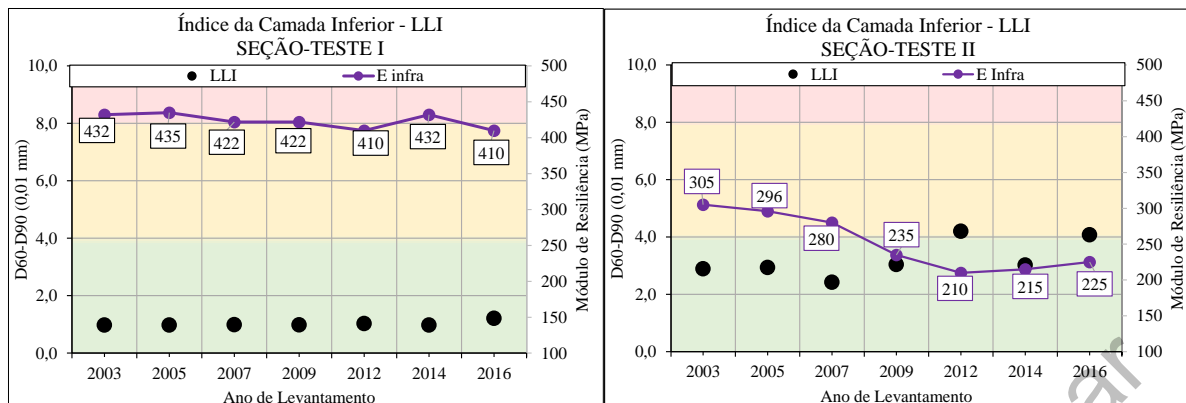 Índice da Camada Inferior - LLI
SEÇÃO-TESTE I
LLI
E infra
10,0
8,0
6,0
4,0
2,0
0,0
D60-D90 (0,01 mm)
432
435
422
422
410
432
410
500
450
400
350
300
250
200
150
100
Módulo de Resiliência (MPa)
2003 2005 2007 2009 2012 2014 2016
Ano de Levantamento
Índice da Camada Inferior - LLI
SEÇÃO-TESTE II
LLI
E Infra
10,0
8,0
6,0
4,0
2,0
0,0
D60-D90 (0,01 mm)
305
296
280
235
210
215
225
500
450
400
350
300
250
200
150
100
Módulo de Resiliência (MPa)
2003 2005 2007 2009 2012 2014 2016
Ano de Levantamento
ar